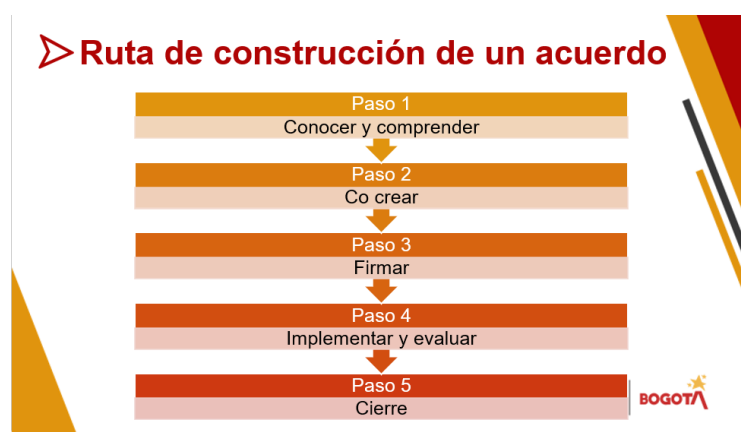 Ruta de construcción de un acuerdo
Paso 1
Conocer y comprender
Paso 2
Co crear
Paso 3
Firmar
Paso 4
Implementar y evaluar
Paso 5
Cierre
BOGOTÁ